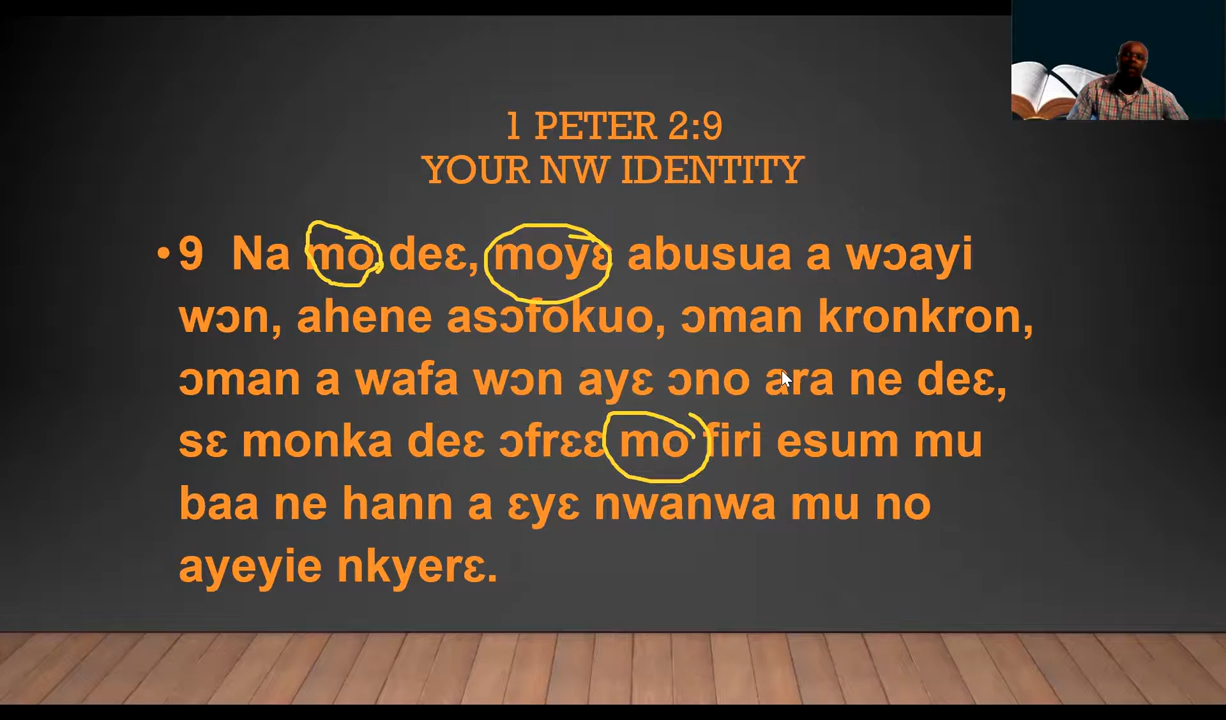 1 PETER 2:9
YOUR NW IDENTITY
• 9 Na mo deɛ, moyɛ abusua a wɔayi
wɔn, ahene asɔfokuo, ɔman kronkron,
ɔman a wafa wɔn ayɛ ɔno ara ne deɛ,
sɛ monka deɛ ɔfrɛɛ mo firi esum mu
baa ne hann a ɛyɛ nwanwa mu no
ayeyie nkyerɛ.